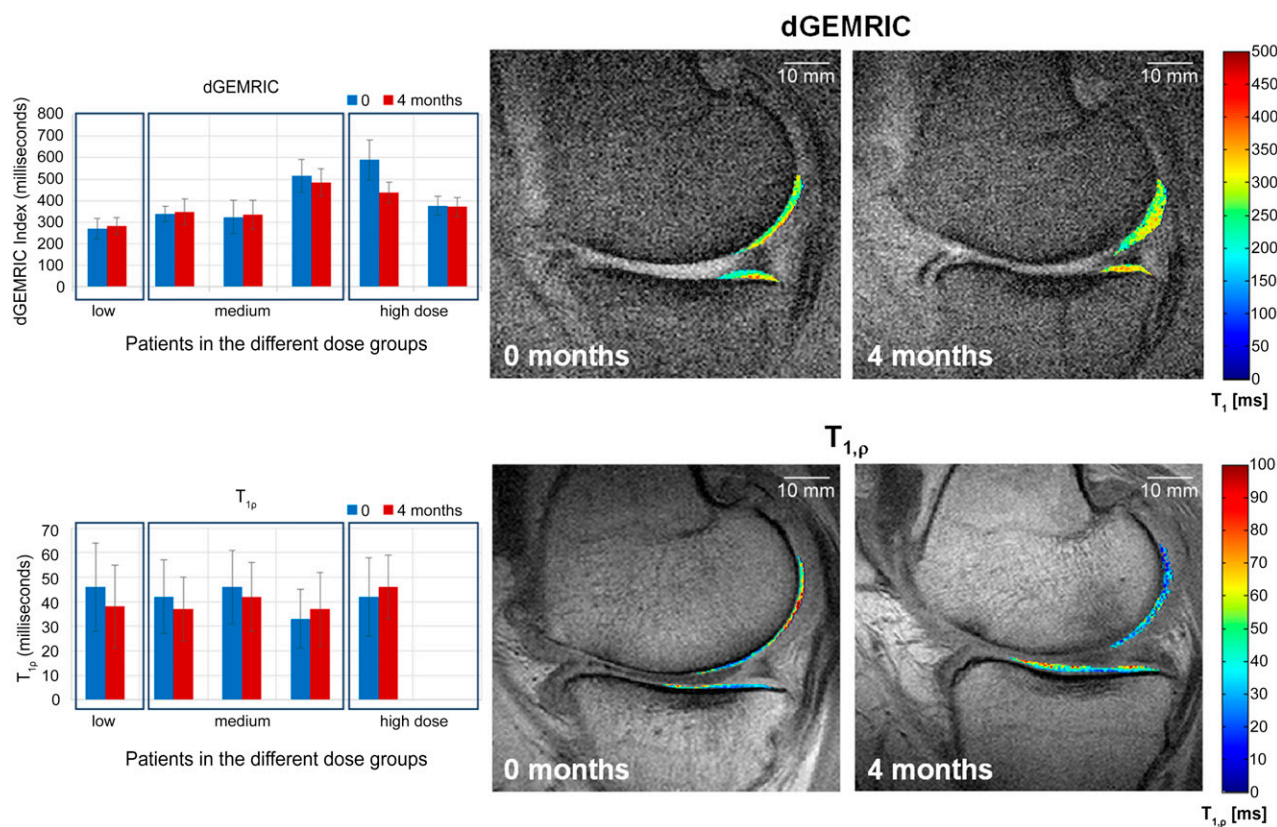 dGEMRIC
0 4 months
dGEMRIC Index (milliseconds)
800
700
600
500
400
300
200
100
0
low medium high dose
Patients in the different dose groups
dGEMRIC
10 mm
0 months
10 mm
4 months
500
450
400
350
300
250
200
150
100
50
0
T1 [ms]
T1ρ
0 4 months
T1ρ (milliseconds)
70
60
50
40
30
20
10
0
low medium high dose
Patients in the different dose groups
T1,ρ
10 mm
0 months
10 mm
4 months
100
90
80
70
60
50
40
30
20
10
0
T1,ρ [ms]